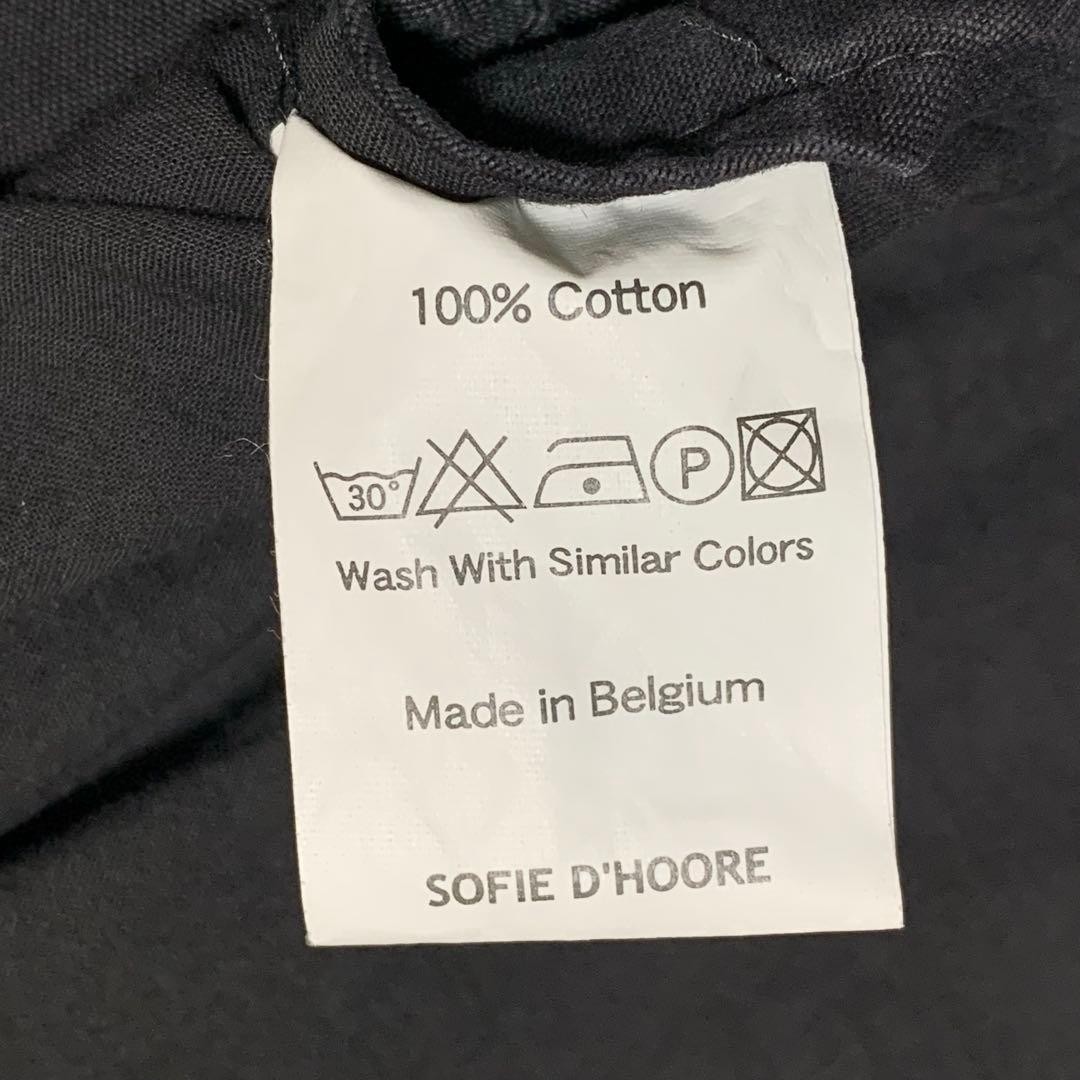 100% Cotton
30° P
Wash With Similar Colors
Made in Belgium
SOFIE D'HOORE